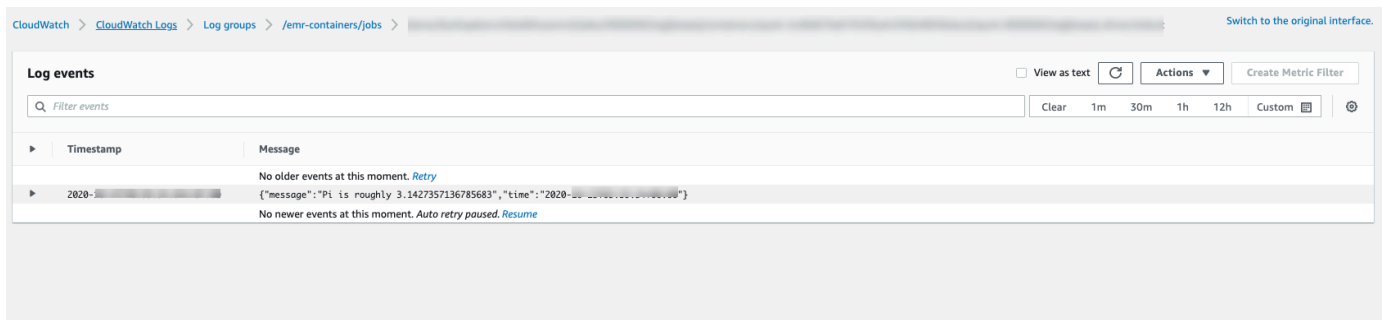 CloudWatch > CloudWatch Logs > Log groups > /emr-containers/jobs >
Switch to the original interface.
Log events
View as text
Actions ▼
Create Metric Filter
Filter events
Clear 1m 30m 1h 12h Custom
Timestamp Message
No older events at this moment. Retry
2020- {"message":"Pi is roughly 3.1427357136785683","time":"2020- "}
No newer events at this moment. Auto retry paused. Resume